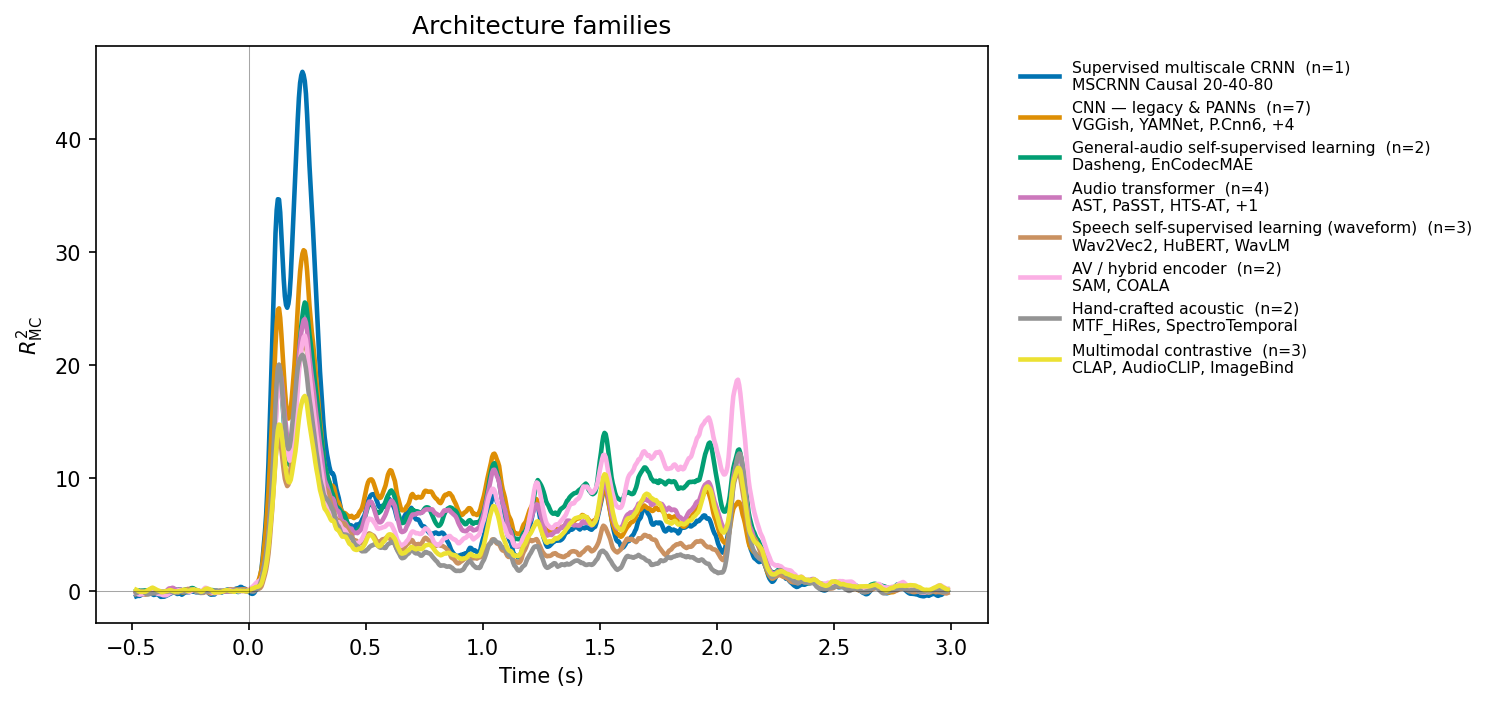 Architecture families
Supervised multiscale CRNN (n=1)
MSCRNN Causal 20-40-80
CNN — legacy & PANNs (n=7)
VGGish, YAMNet, P.Cnn6, +4
General-audio self-supervised learning (n=2)
Dasheng, EnCodecMAE
Audio transformer (n=4)
AST, PaSST, HTS-AT, +1
Speech self-supervised learning (waveform) (n=3)
Wav2Vec2, HuBERT, WavLM
AV / hybrid encoder (n=2)
SAM, COALA
Hand-crafted acoustic (n=2)
MTF_HiRes, SpectroTemporal
Multimodal contrastive (n=3)
CLAP, AudioCLIP, ImageBind
R²MC
40
30
20
10
0
−0.5 0.0 0.5 1.0 1.5 2.0 2.5 3.0
Time (s)